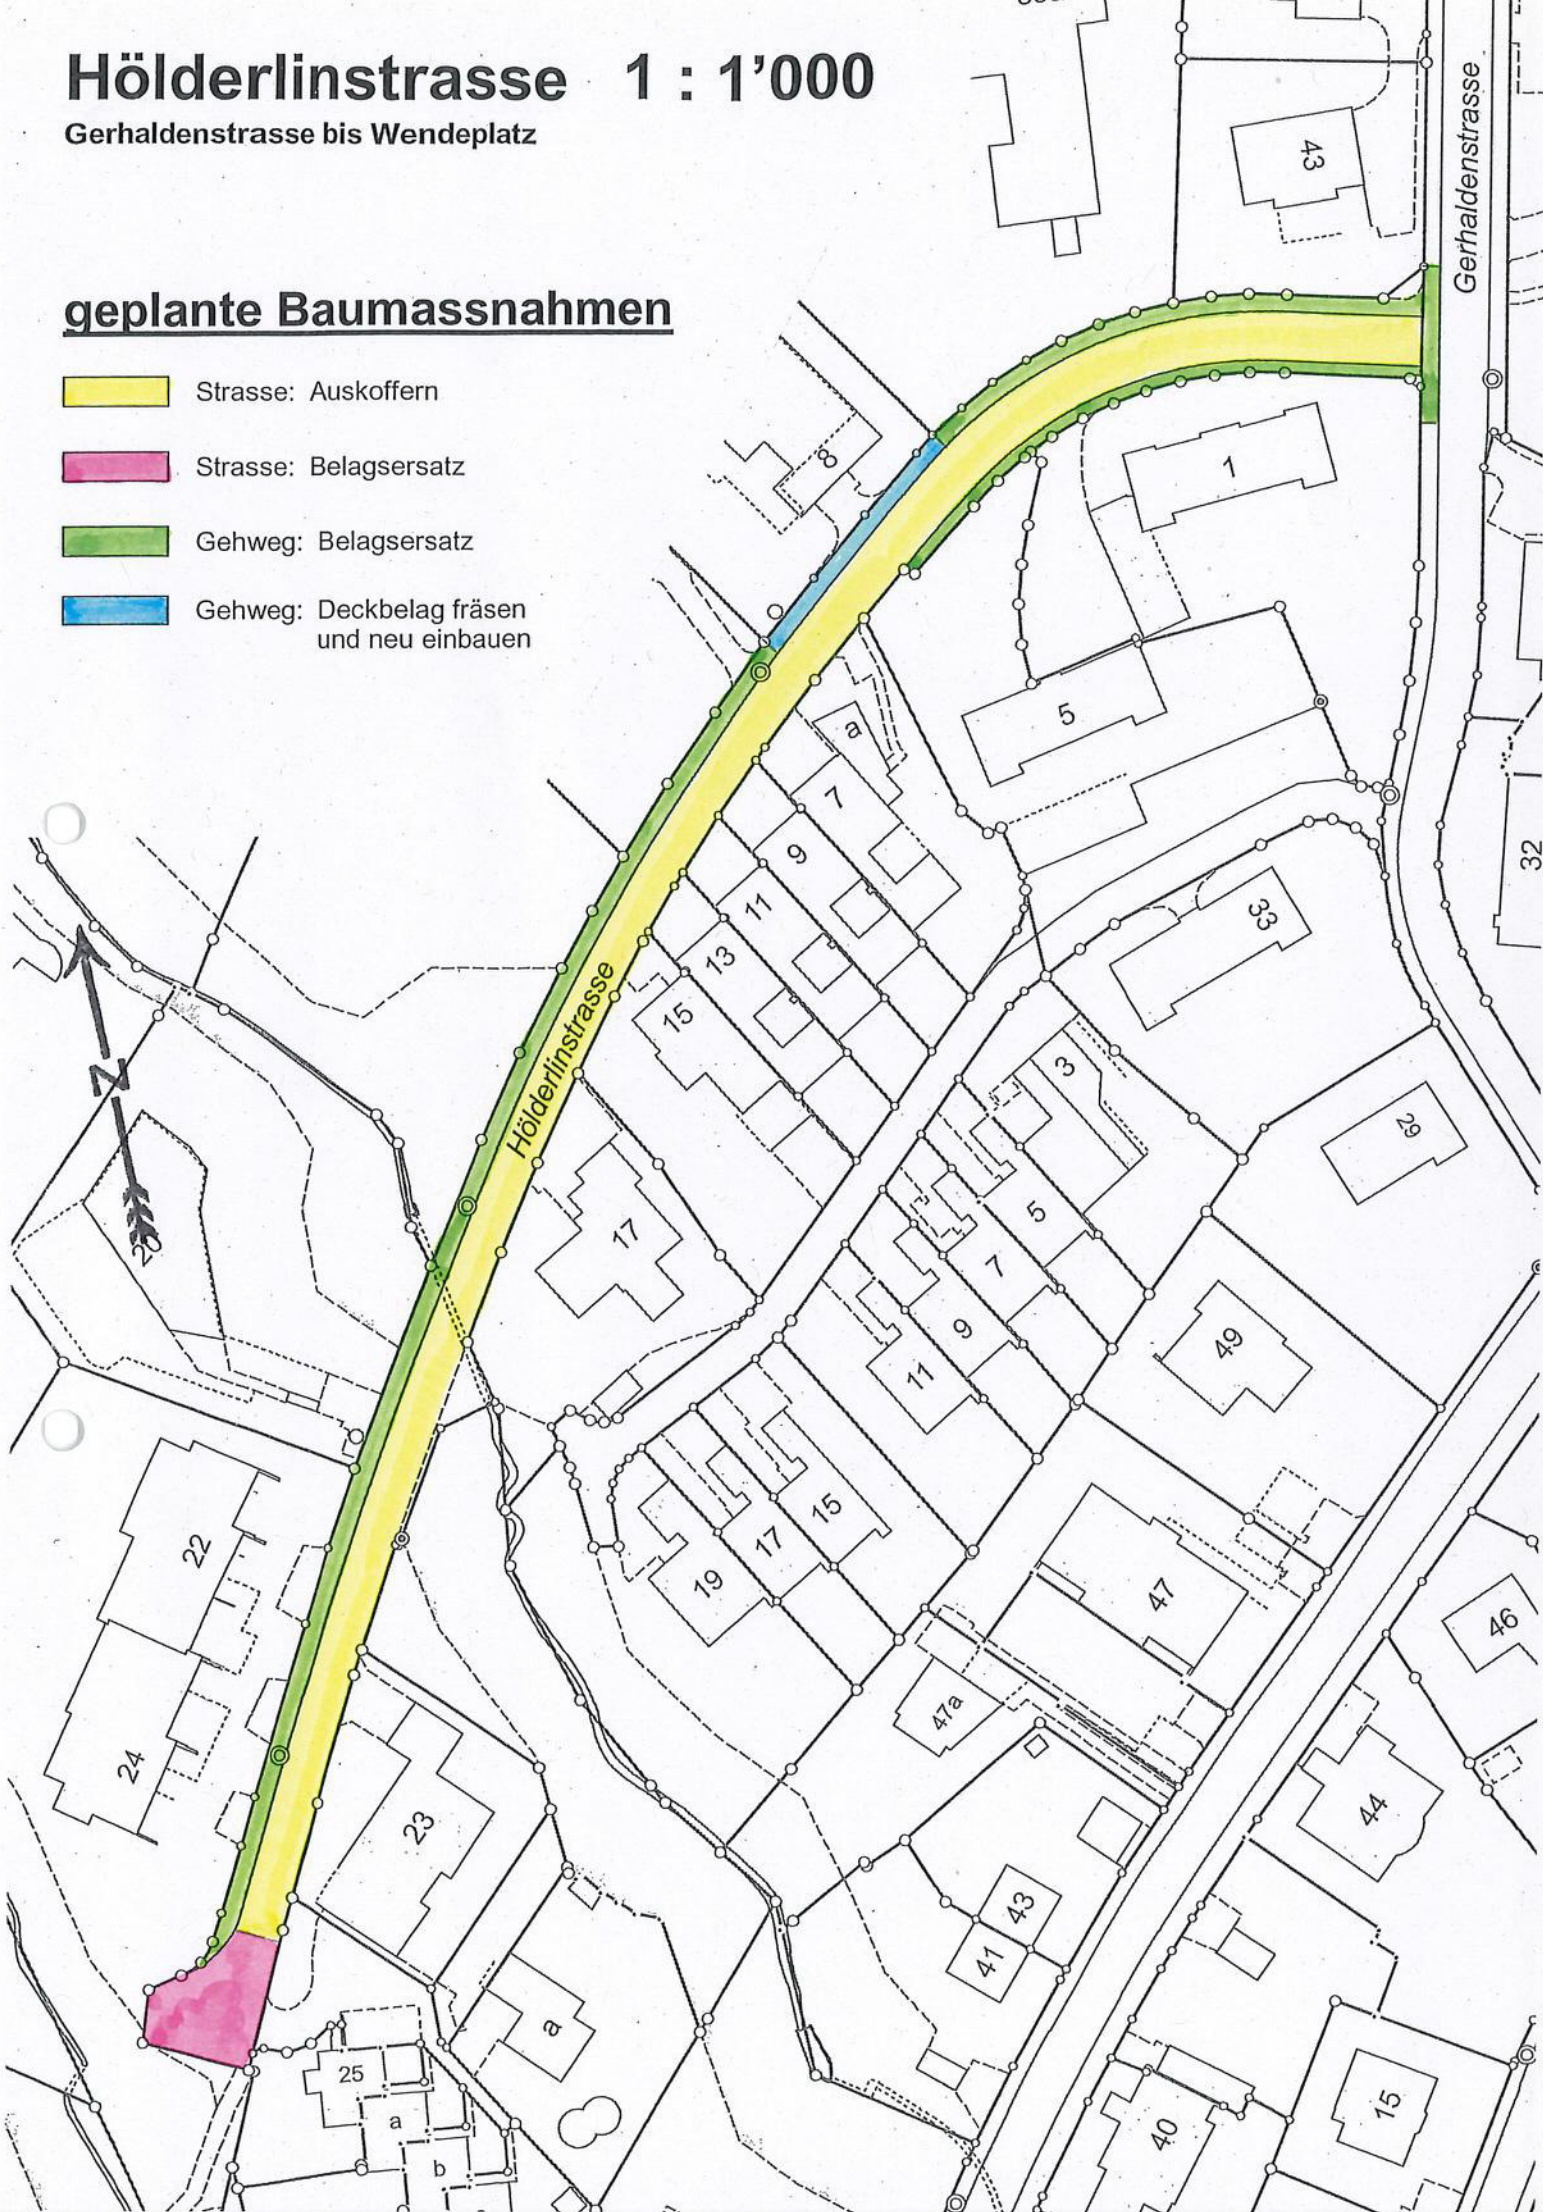 Hölderlinstrasse 1 : 1’000
Gerhaldenstrasse bis Wendeplatz
geplante Baumassnahmen
Strasse: Auskoffern
Strasse: Belagsersatz
Gehweg: Belagsersatz
Gehweg: Deckbelag fräsen
und neu einbauen
Gerhaldenstrasse
43
8
1
5
a
7
9
11
13
15
32
33
Hölderlinstrasse
N
3
29
5
17
7
20
9
49
11
22
15
17
19
47
46
47a
24
23
44
43
41
a
25
a
b
15
40